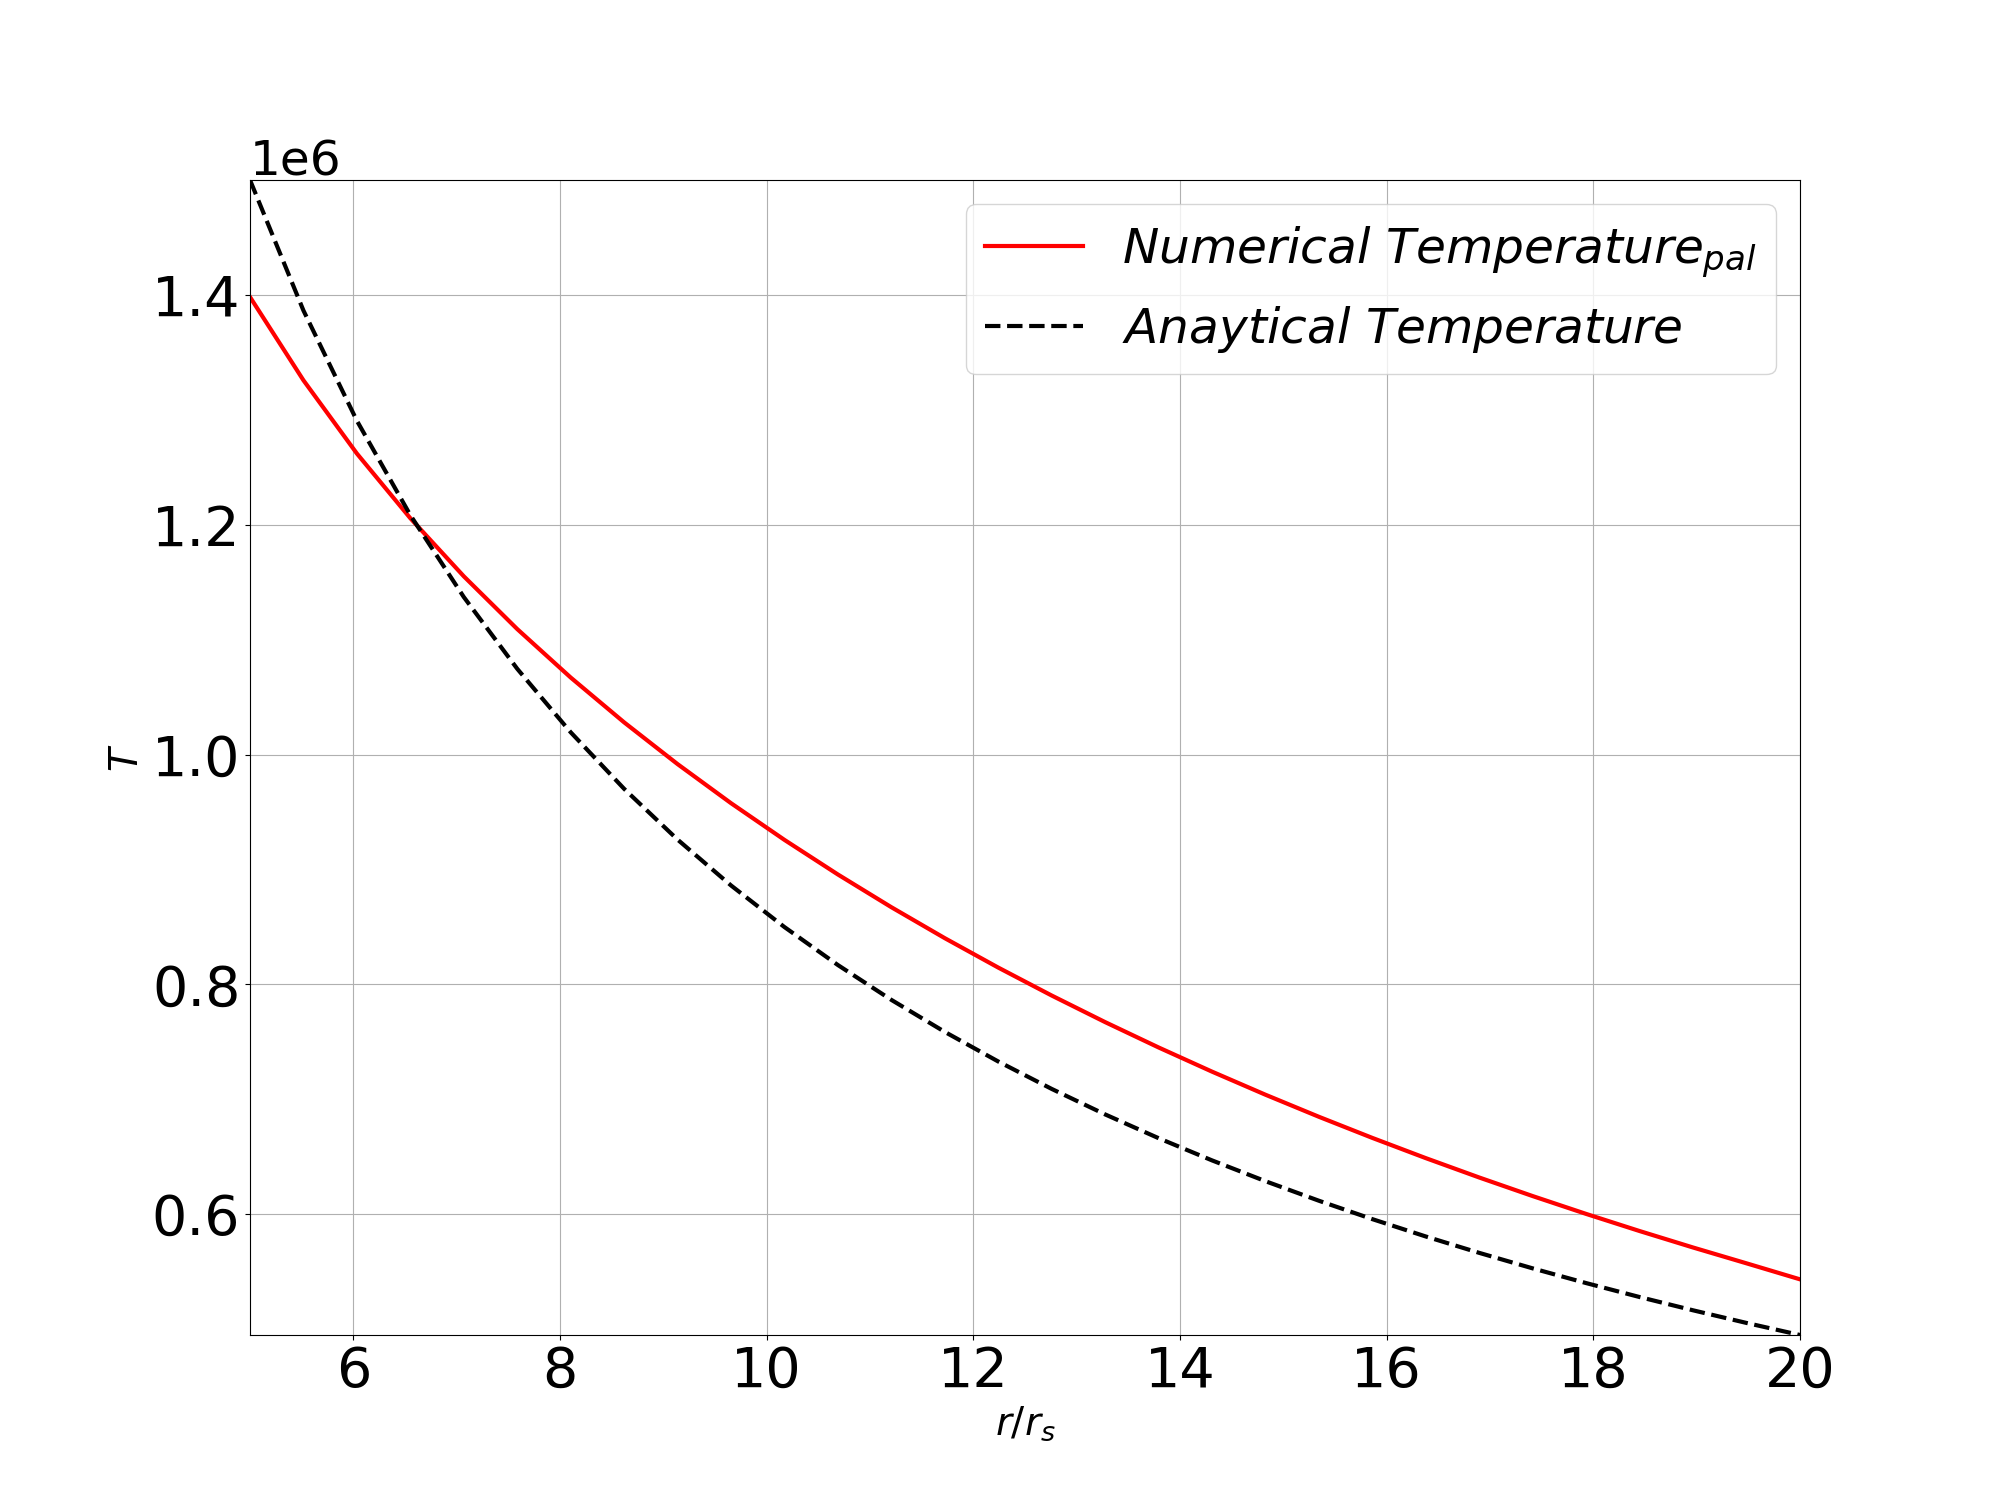 1e6
Numerical Temperature_pal
Anaytical Temperature
1.4
1.2
1.0
0.8
0.6
T
6 8 10 12 14 16 18 20
r/r_s